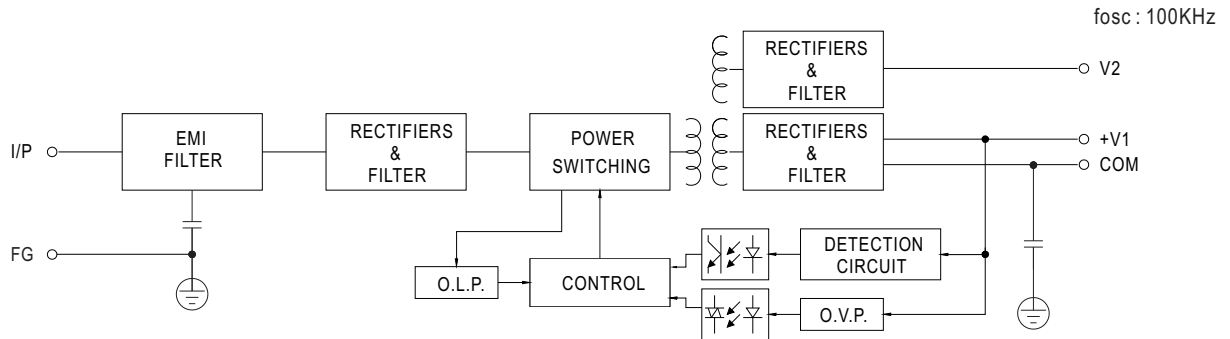 fosc : 100KHz
RECTIFIERS
&
FILTER
V2
I/P
EMI
FILTER
RECTIFIERS
&
FILTER
POWER
SWITCHING
RECTIFIERS
&
FILTER
+V1
COM
FG
O.L.P.
CONTROL
DETECTION
CIRCUIT
O.V.P.